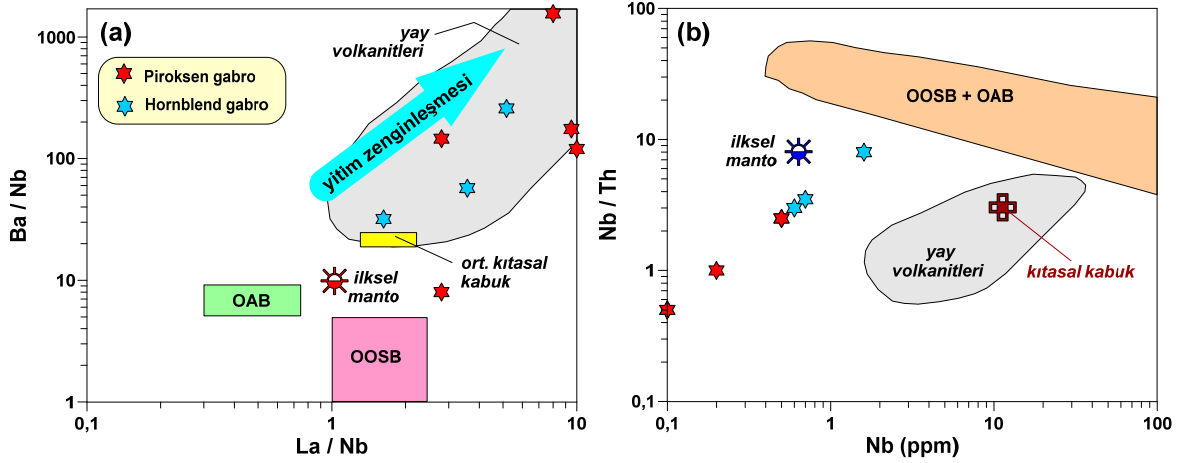 (a)
Piroksen gabro
Hornblend gabro
yay
volkanitleri
yitim zenginleşmesi
ort. kıtasal
kabuk
ilksel
manto
OAB
OOSB
1000
100
10
1
Ba / Nb
0,1
1
10
La / Nb
(b)
OOSB + OAB
ilksel
manto
yay
volkanitleri
kıtasal kabuk
100
10
1
0,1
Nb / Th
0,1
1
10
100
Nb (ppm)